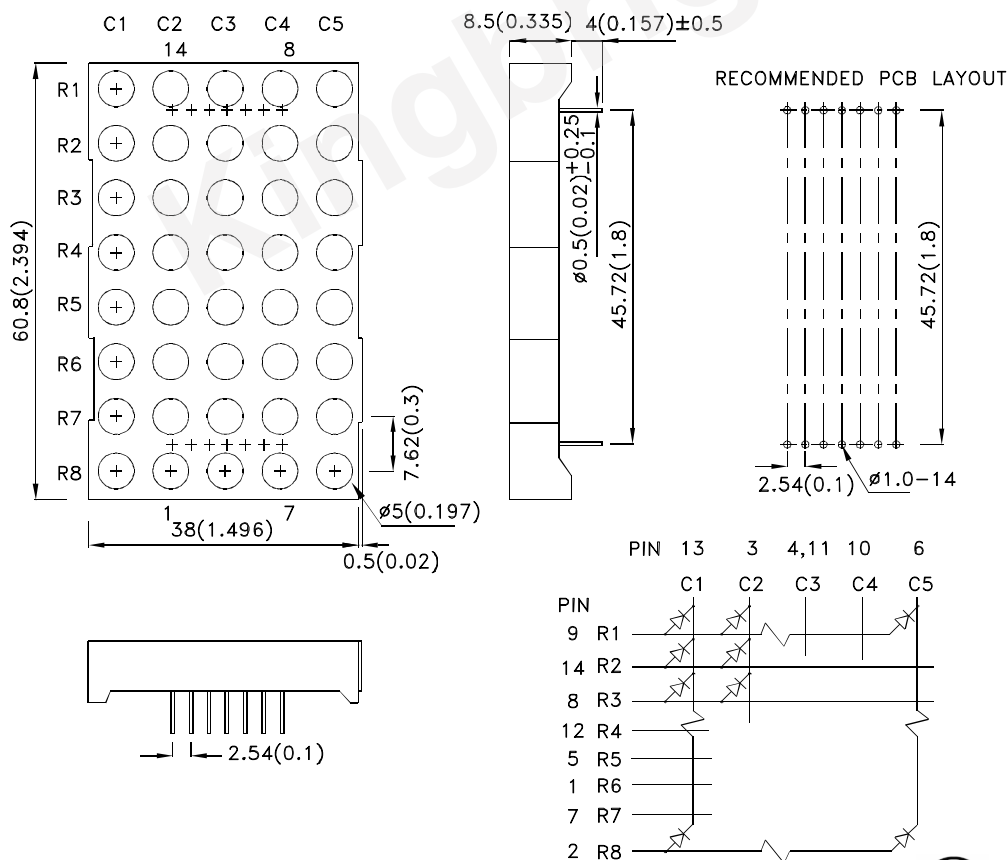 C1 C2 C3 C4 C5
14 8
R1
R2
R3
R4
R5
R6
R7
R8
1 7
60.8(2.394)
38(1.496)
0.5(0.02)
ø5(0.197)
7.62(0.3)
8.5(0.335) 4(0.157)±0.5
ø0.5(0.02)+0.25 -0.1
45.72(1.8)
RECOMMENDED PCB LAYOUT
45.72(1.8)
2.54(0.1) ø1.0-14
2.54(0.1)
PIN 13 3 4,11 10 6
C1 C2 C3 C4 C5
PIN
9 R1
14 R2
8 R3
12 R4
5 R5
1 R6
7 R7
2 R8